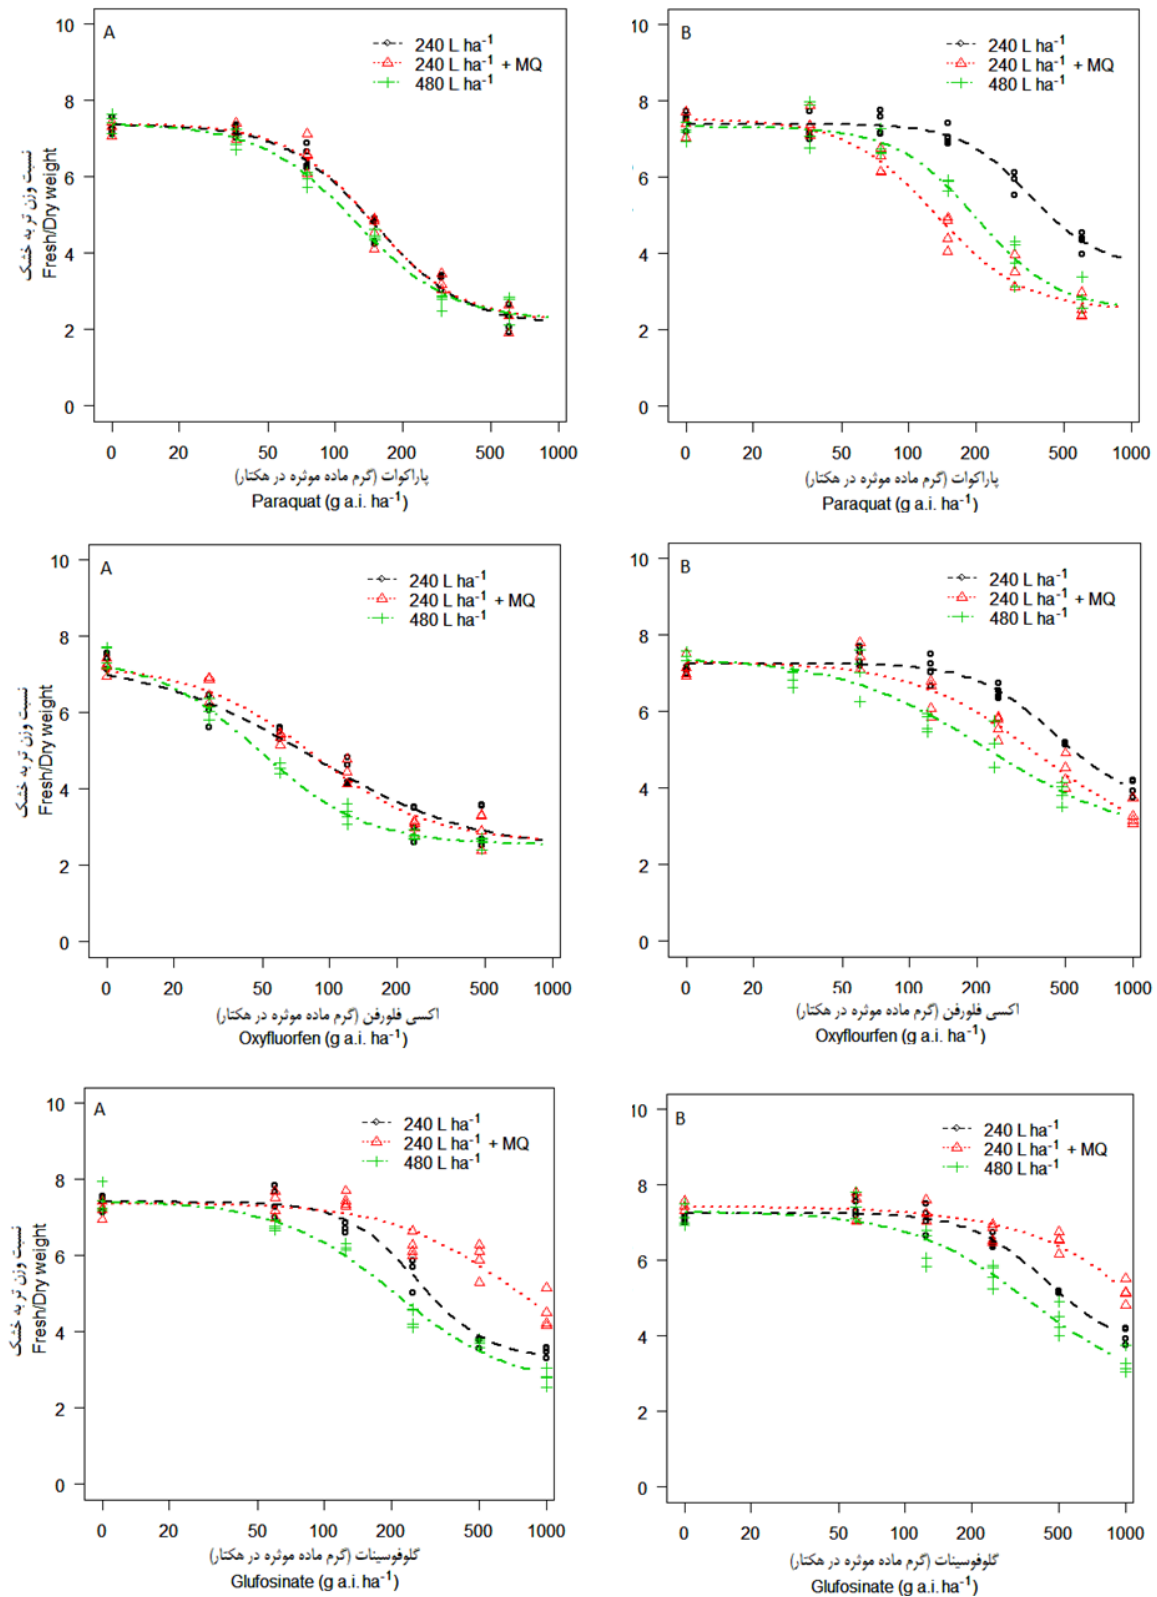 A
10
8
6
4
2
0
240 L ha⁻¹
240 L ha⁻¹ + MQ
480 L ha⁻¹
نسبت وزن تر به خشک
Fresh/Dry weight
0 20 50 100 200 500 1000
پاراکوات (گرم ماده موثره در هکتار)
Paraquat (g a.i. ha⁻¹)
B
10
8
6
4
2
0
240 L ha⁻¹
240 L ha⁻¹ + MQ
480 L ha⁻¹
0 20 50 100 200 500 1000
پاراکوات (گرم ماده موثره در هکتار)
Paraquat (g a.i. ha⁻¹)
A
10
8
6
4
2
0
240 L ha⁻¹
240 L ha⁻¹ + MQ
480 L ha⁻¹
نسبت وزن تر به خشک
Fresh/Dry weight
0 20 50 100 200 500 1000
اکسی فلورفن (گرم ماده موثره در هکتار)
Oxyfluorfen (g a.i. ha⁻¹)
B
10
8
6
4
2
0
240 L ha⁻¹
240 L ha⁻¹ + MQ
480 L ha⁻¹
0 20 50 100 200 500 1000
اکسی فلورفن (گرم ماده موثره در هکتار)
Oxyflourfen (g a.i. ha⁻¹)
A
10
8
6
4
2
0
240 L ha⁻¹
240 L ha⁻¹ + MQ
480 L ha⁻¹
نسبت وزن تر به خشک
Fresh/Dry weight
0 20 50 100 200 500 1000
گلوفوسینات (گرم ماده موثره در هکتار)
Glufosinate (g a.i. ha⁻¹)
B
10
8
6
4
2
0
240 L ha⁻¹
240 L ha⁻¹ + MQ
480 L ha⁻¹
0 20 50 100 200 500 1000
گلوفوسینات (گرم ماده موثره در هکتار)
Glufosinate (g a.i. ha⁻¹)